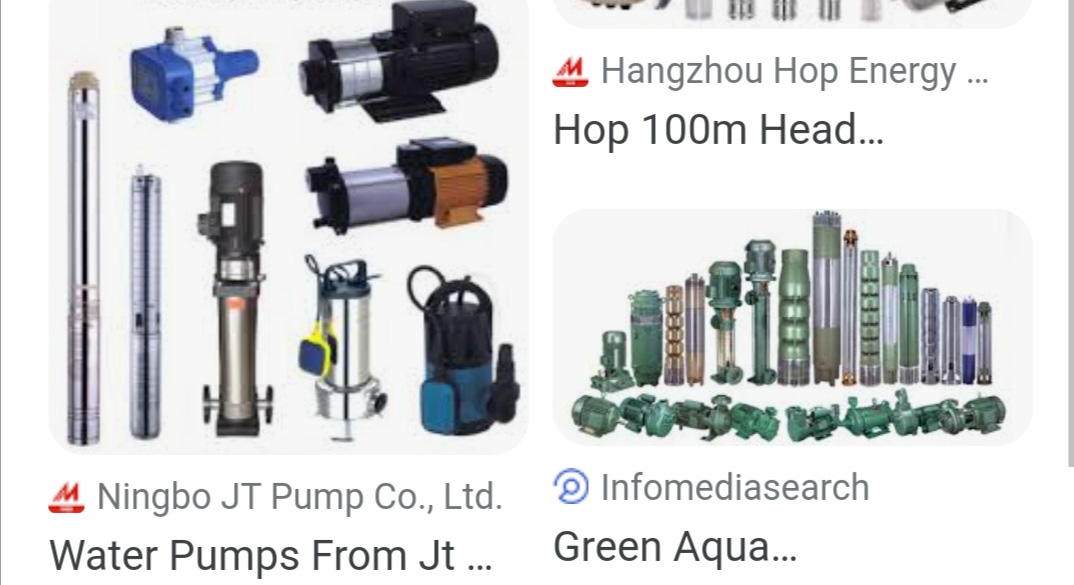 Hangzhou Hop Energy ...
Hop 100m Head...
Ningbo JT Pump Co., Ltd.
Water Pumps From Jt ...
Infomediasearch
Green Aqua...